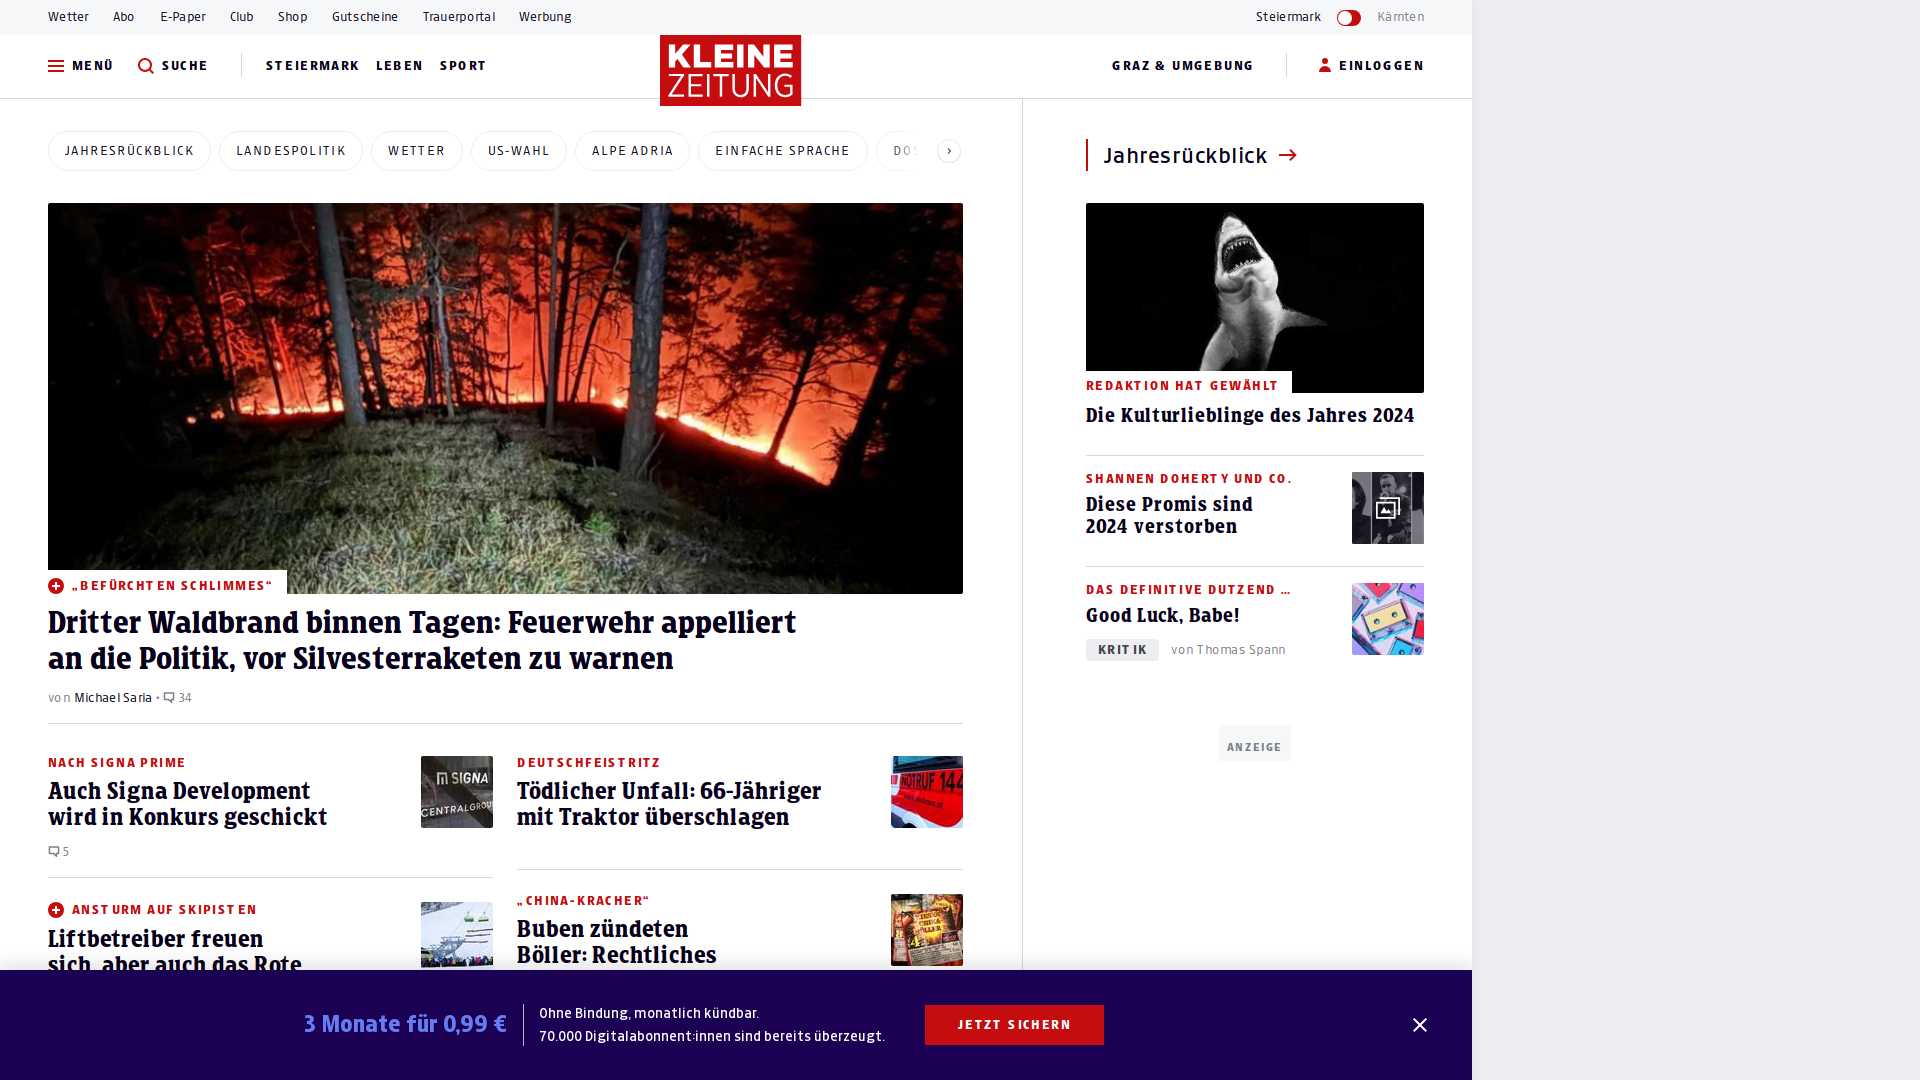 Wetter Abo E-Paper Club Shop Gutscheine Trauerportal Werbung Steiermark Kärnten
MENÜ SUCHE STEIERMARK LEBEN SPORT
KLEINE
ZEITUNG
GRAZ & UMGEBUNG EINLOGGEN
JAHRESRÜCKBLICK LANDESPOLITIK WETTER US-WAHL ALPE ADRIA EINFACHE SPRACHE
„BEFÜRCHTEN SCHLIMMES“
Dritter Waldbrand binnen Tagen: Feuerwehr appelliert
an die Politik, vor Silvesterraketen zu warnen
von Michael Saria • 34
NACH SIGNA PRIME
Auch Signa Development
wird in Konkurs geschickt
5
SIGNA
ANSTURM AUF SKIPISTEN
Liftbetreiber freuen
sich, aber auch das Rote
DEUTSCHFEISTRITZ
Tödlicher Unfall: 66-Jähriger
mit Traktor überschlagen
NOTRUF 144
„CHINA-KRACHER“
Buben zündeten
Böller: Rechtliches
Jahresrückblick
REDAKTION HAT GEWÄHLT
Die Kulturlieblinge des Jahres 2024
SHANNEN DOHERTY UND CO.
Diese Promis sind
2024 verstorben
DAS DEFINITIVE DUTZEND ...
Good Luck, Babe!
KRITIK von Thomas Spann
ANZEIGE
3 Monate für 0,99 €
Ohne Bindung, monatlich kündbar.
70.000 Digitalabonnent:innen sind bereits überzeugt.
JETZT SICHERN